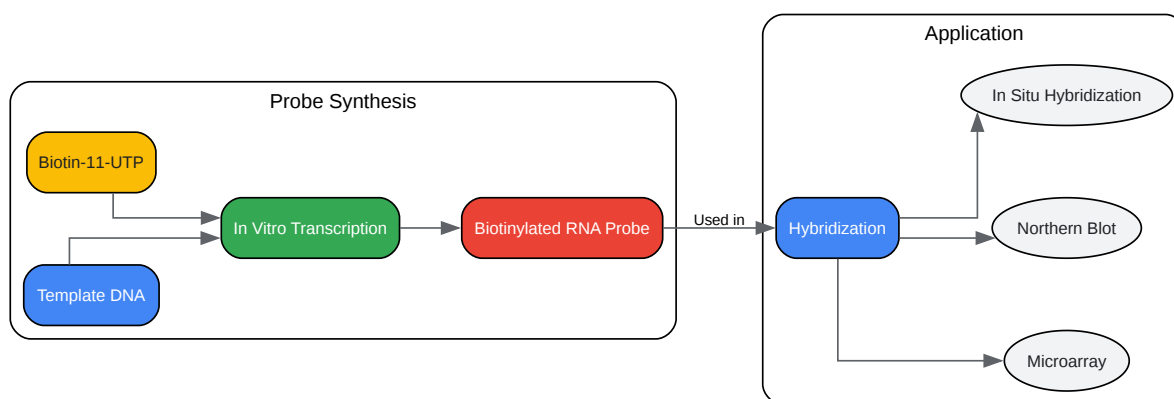 Application
Probe Synthesis
In Situ Hybridization
Biotin-11-UTP
In Vitro Transcription
Biotinylated RNA Probe
Used in
Hybridization
Northern Blot
Template DNA
Microarray